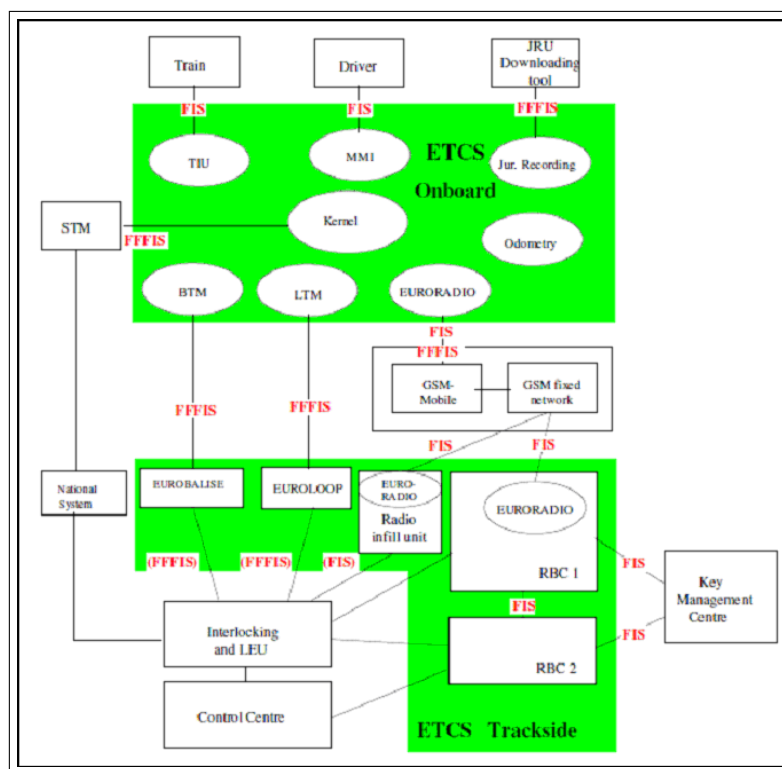 Train
Driver
JRU
Downloading
tool
FIS
FIS
FFFIS
TIU
MMI
ETCS
Jur. Recording
Onboard
Kernel
STM
FFFIS
Odometry
BTM
LTM
EURORADIO
FIS
FFFIS
GSM-
Mobile
GSM fixed
network
FFFIS
FFFIS
FIS
FIS
National
System
EUROBALISE
EUROLOOP
EURO-
RADIO
Radio
infill unit
EURORADIO
(FFFIS)
(FFFIS)
(FIS)
RBC 1
FIS
Key
Management
Centre
FIS
FIS
Interlocking
and LEU
RBC 2
Control Centre
ETCS Trackside